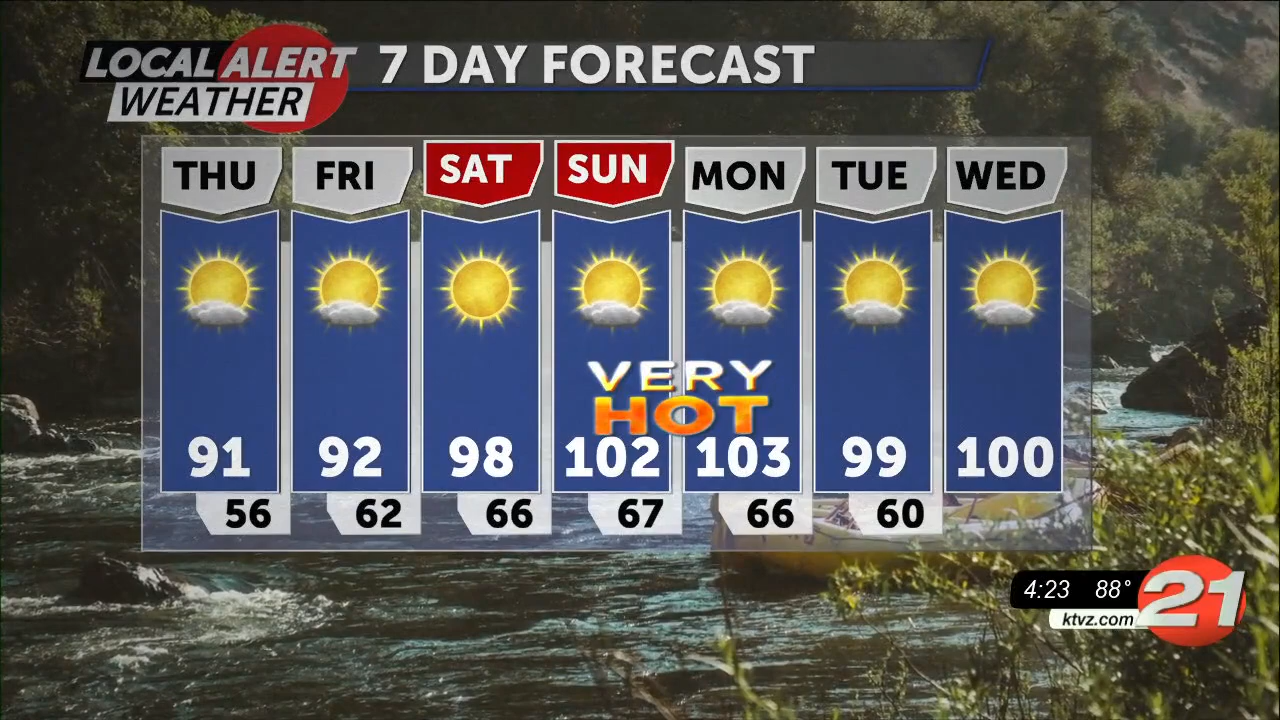 LOCAL ALERT
WEATHER
7 DAY FORECAST
THU FRI SAT SUN MON TUE WED
VERY
HOT
91 92 98 102 103 99 100
56 62 66 67 66 60
4:23 88°
ktvz.com
21